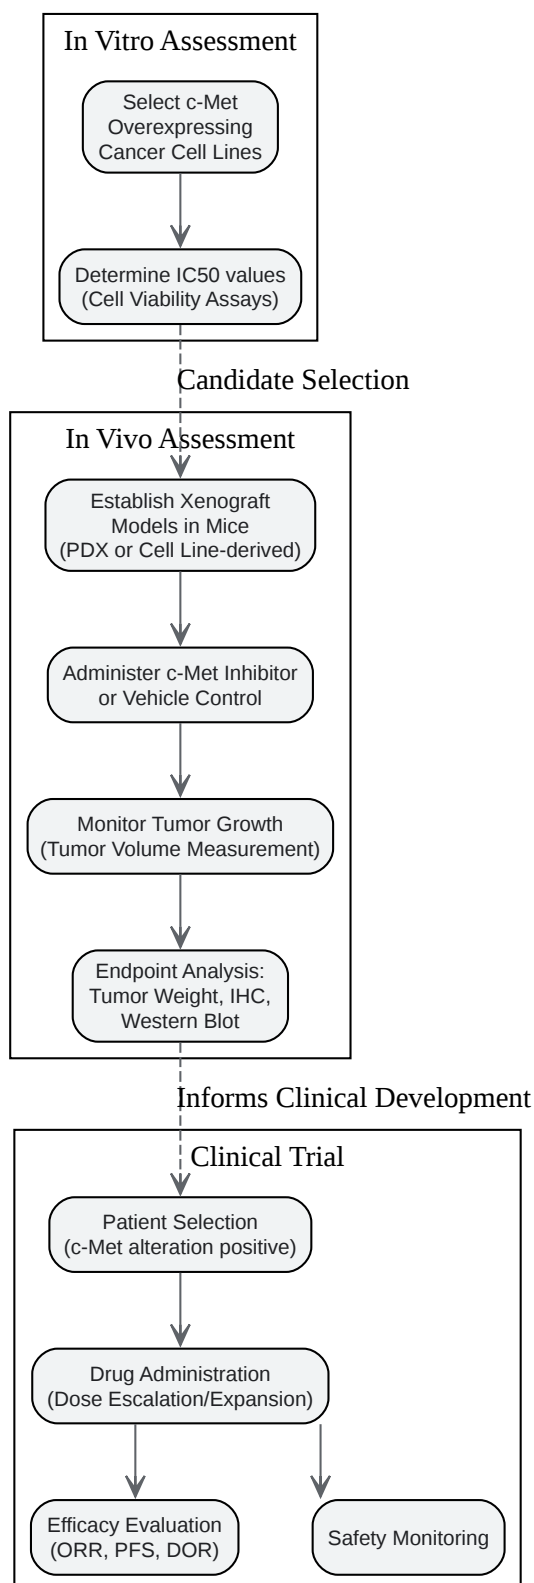 In Vitro Assessment
Select c-Met
Overexpressing
Cancer Cell Lines
Determine IC50 values
(Cell Viability Assays)
Candidate Selection
In Vivo Assessment
Establish Xenograft
Models in Mice
(PDX or Cell Line-derived)
Administer c-Met Inhibitor
or Vehicle Control
Monitor Tumor Growth
(Tumor Volume Measurement)
Endpoint Analysis:
Tumor Weight, IHC,
Western Blot
Informs Clinical Development
Clinical Trial
Patient Selection
(c-Met alteration positive)
Drug Administration
(Dose Escalation/Expansion)
Efficacy Evaluation
(ORR, PFS, DOR)
Safety Monitoring